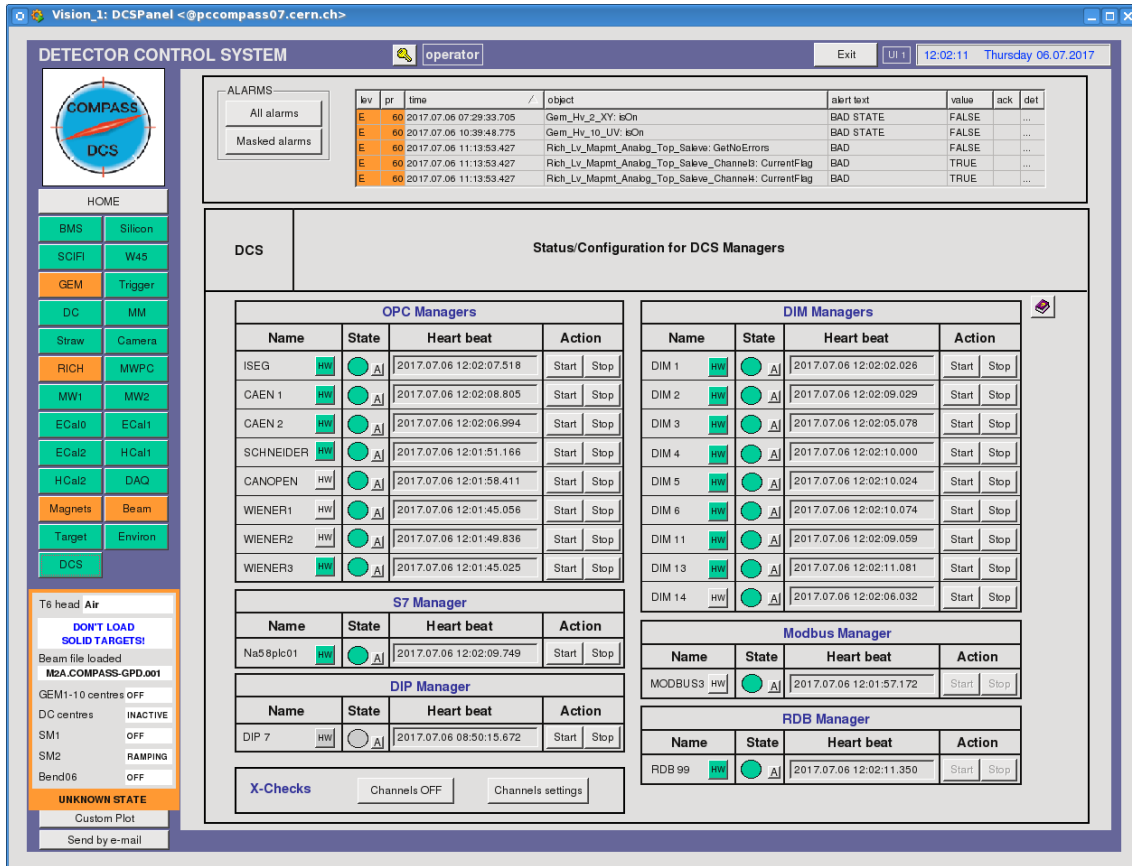 Vision_1: DCSPanel <@pccompass07.cern.ch>
DETECTOR CONTROL SYSTEM
operator
Exit
UI 1
12:02:11 Thursday 06.07.2017
COMPASS
DCS
ALARMS
All alarms
Masked alarms
lev pr time / object alert text value ack det
E 60 2017.07.06 07:29:33.705 Gem_Hv_2_XY: isOn BAD STATE FALSE ...
E 60 2017.07.06 10:39:48.775 Gem_Hv_10_UV: isOn BAD STATE FALSE ...
E 60 2017.07.06 11:13:53.427 Rich_Lv_Mapmt_Analog_Top_Saleve: GetNoErrors BAD FALSE ...
E 60 2017.07.06 11:13:53.427 Rich_Lv_Mapmt_Analog_Top_Saleve_Channel3: CurrentFlag BAD TRUE ...
E 60 2017.07.06 11:13:53.427 Rich_Lv_Mapmt_Analog_Top_Saleve_Channel4: CurrentFlag BAD TRUE ...
HOME
BMS Silicon
SCIFI W45
GEM Trigger
DC MM
Straw Camera
RICH MWPC
MW1 MW2
ECal0 ECal1
ECal2 HCal1
HCal2 DAQ
Magnets Beam
Target Environ
DCS
T6 head Air
DON'T LOAD
SOLID TARGETS!
Beam file loaded
M2A.COMPASS-GPD.001
GEM1-10 centres OFF
DC centres INACTIVE
SM1 OFF
SM2 RAMPING
Bend06 OFF
UNKNOWN STATE
Custom Plot
Send by e-mail
DCS
Status/Configuration for DCS Managers
OPC Managers
Name State Heart beat Action
ISEG HW A 2017.07.06 12:02:07.518 Start Stop
CAEN 1 HW A 2017.07.06 12:02:08.805 Start Stop
CAEN 2 HW A 2017.07.06 12:02:06.994 Start Stop
SCHNEIDER HW A 2017.07.06 12:01:51.166 Start Stop
CANOPEN HW A 2017.07.06 12:01:58.411 Start Stop
WIENER1 HW A 2017.07.06 12:01:45.056 Start Stop
WIENER2 HW A 2017.07.06 12:01:49.836 Start Stop
WIENER3 HW A 2017.07.06 12:01:45.025 Start Stop
S7 Manager
Name State Heart beat Action
Na58plc01 HW A 2017.07.06 12:02:09.749 Start Stop
DIP Manager
Name State Heart beat Action
DIP 7 HW A 2017.07.06 08:50:15.672 Start Stop
X-Checks Channels OFF Channels settings
DIM Managers
Name State Heart beat Action
DIM 1 HW A 2017.07.06 12:02:02.026 Start Stop
DIM 2 HW A 2017.07.06 12:02:09.029 Start Stop
DIM 3 HW A 2017.07.06 12:02:05.078 Start Stop
DIM 4 HW A 2017.07.06 12:02:10.000 Start Stop
DIM 5 HW A 2017.07.06 12:02:10.024 Start Stop
DIM 6 HW A 2017.07.06 12:02:10.074 Start Stop
DIM 11 HW A 2017.07.06 12:02:09.059 Start Stop
DIM 13 HW A 2017.07.06 12:02:11.081 Start Stop
DIM 14 HW A 2017.07.06 12:02:06.032 Start Stop
Modbus Manager
Name State Heart beat Action
MODBUS3 HW A 2017.07.06 12:01:57.172 Start Stop
RDB Manager
Name State Heart beat Action
RDB 99 HW A 2017.07.06 12:02:11.350 Start Stop